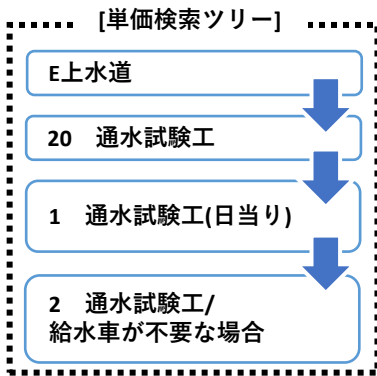 [単価検索ツリー]
E上水道
20　通水試験工
1　通水試験工(日当り)
2　通水試験工/
給水車が不要な場合